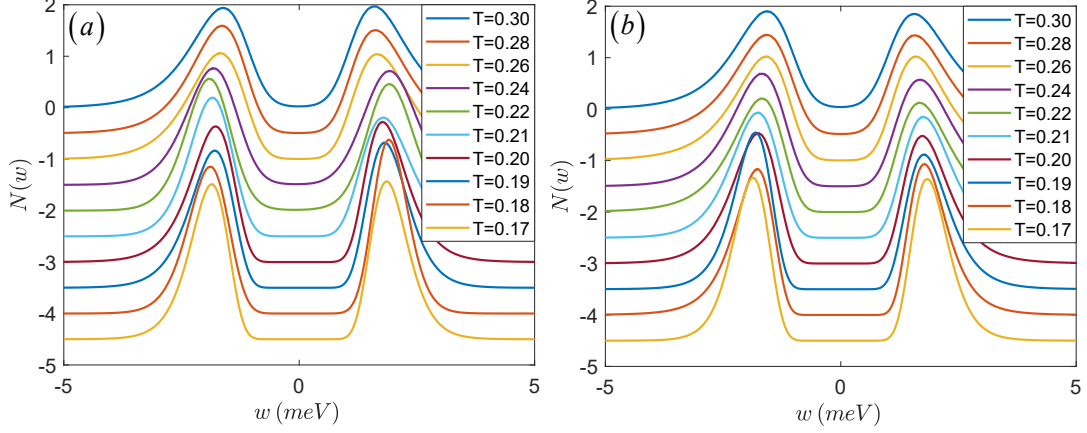 (a)
N(w)
2
1
0
-1
-2
-3
-4
-5
-5
0
5
w (meV)
T=0.30
T=0.28
T=0.26
T=0.24
T=0.22
T=0.21
T=0.20
T=0.19
T=0.18
T=0.17
(b)
N(w)
2
1
0
-1
-2
-3
-4
-5
-5
0
5
w (meV)
T=0.30
T=0.28
T=0.26
T=0.24
T=0.22
T=0.21
T=0.20
T=0.19
T=0.18
T=0.17